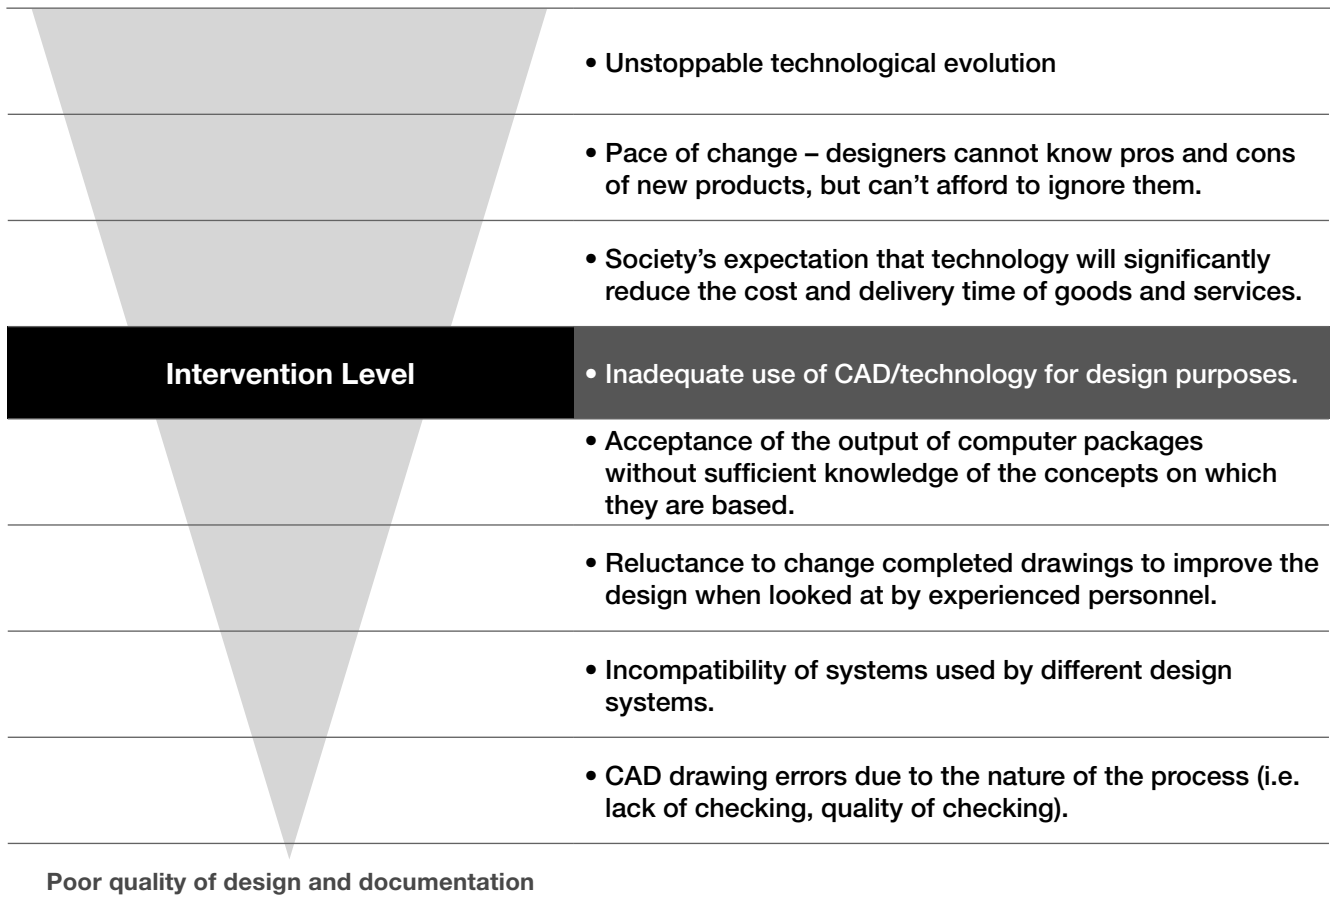 • Unstoppable technological evolution
• Pace of change – designers cannot know pros and cons
of new products, but can’t afford to ignore them.
• Society’s expectation that technology will significantly
reduce the cost and delivery time of goods and services.
Intervention Level
• Inadequate use of CAD/technology for design purposes.
• Acceptance of the output of computer packages
without sufficient knowledge of the concepts on which
they are based.
• Reluctance to change completed drawings to improve the
design when looked at by experienced personnel.
• Incompatibility of systems used by different design
systems.
• CAD drawing errors due to the nature of the process (i.e.
lack of checking, quality of checking).
Poor quality of design and documentation